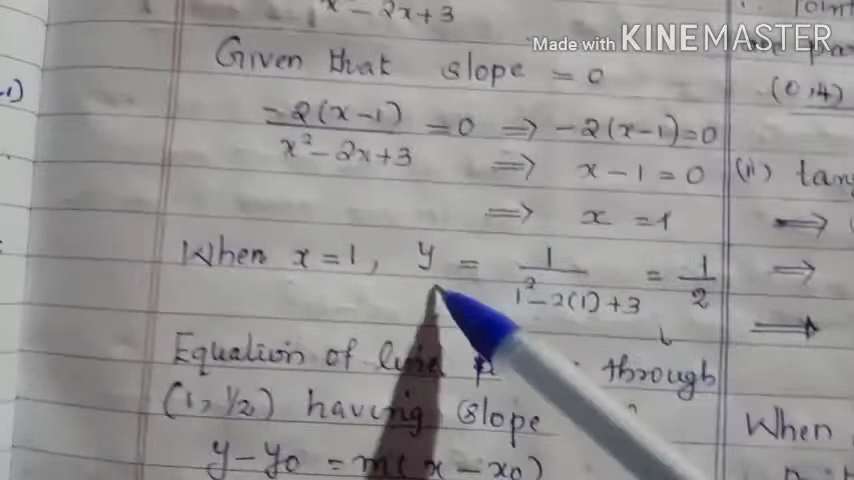 x - 2x+3
Made with KINEMASTER
Given that slope = 0
-2(x-1)/x²-2x+3 = 0 ⇒ -2(x-1)=0
⇒ x-1=0
⇒ x=1
When x=1, y = 1/1²-2(1)+3 = 1/2
Equation of line through
(1, 1/2) having slope
y-y0 = m(x-x0)
(0,4)
(ii) tan
⇒
⇒
⇒
When